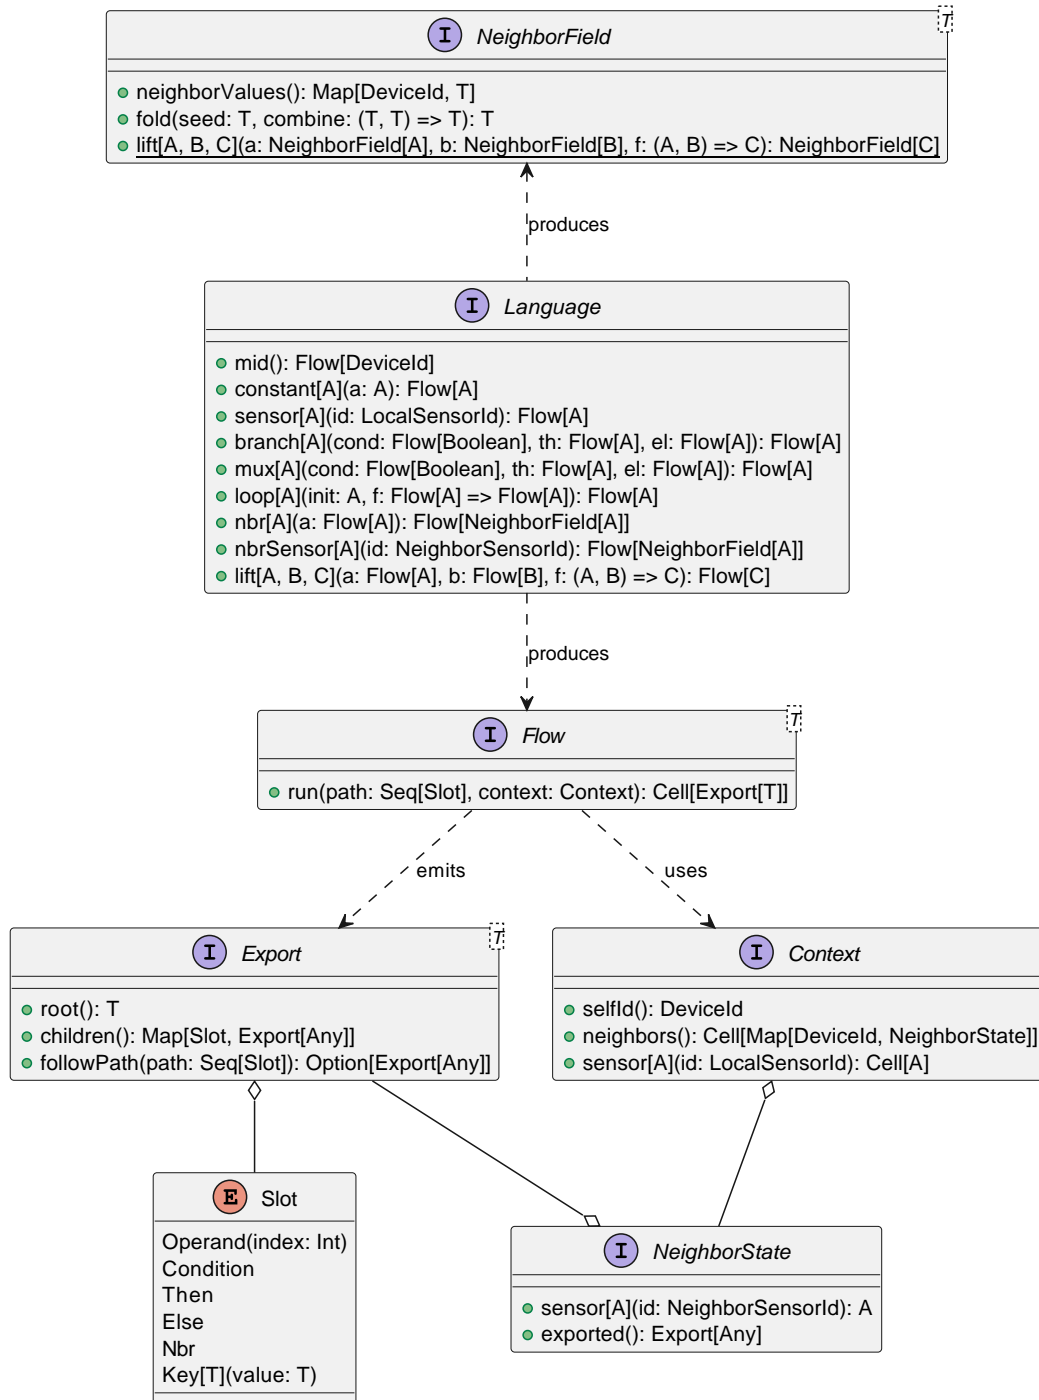 I NeighborField
T
neighborValues(): Map[DeviceId, T]
fold(seed: T, combine: (T, T) => T): T
lift[A, B, C](a: NeighborField[A], b: NeighborField[B], f: (A, B) => C): NeighborField[C]
produces
I Language
mid(): Flow[DeviceId]
constant[A](a: A): Flow[A]
sensor[A](id: LocalSensorId): Flow[A]
branch[A](cond: Flow[Boolean], th: Flow[A], el: Flow[A]): Flow[A]
mux[A](cond: Flow[Boolean], th: Flow[A], el: Flow[A]): Flow[A]
loop[A](init: A, f: Flow[A] => Flow[A]): Flow[A]
nbr[A](a: Flow[A]): Flow[NeighborField[A]]
nbrSensor[A](id: NeighborSensorId): Flow[NeighborField[A]]
lift[A, B, C](a: Flow[A], b: Flow[B], f: (A, B) => C): Flow[C]
produces
I Flow
T
run(path: Seq[Slot], context: Context): Cell[Export[T]]
emits
uses
I Export
T
root(): T
children(): Map[Slot, Export[Any]]
followPath(path: Seq[Slot]): Option[Export[Any]]
I Context
selfId(): DeviceId
neighbors(): Cell[Map[DeviceId, NeighborState]]
sensor[A](id: LocalSensorId): Cell[A]
E Slot
Operand(index: Int)
Condition
Then
Else
Nbr
Key[T](value: T)
I NeighborState
sensor[A](id: NeighborSensorId): A
exported(): Export[Any]